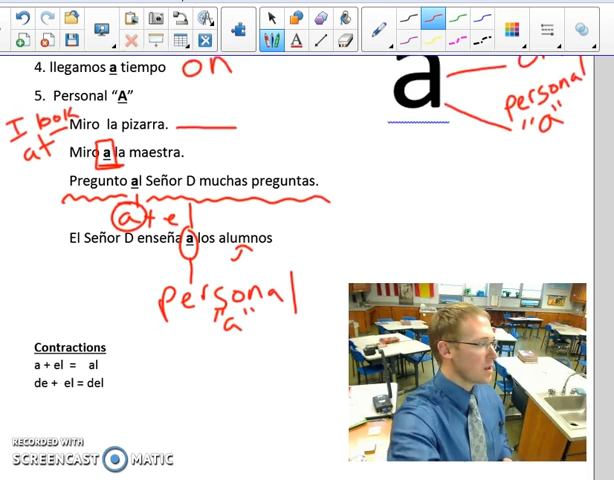 4. llegamos a tiempo on
5. Personal "A"
I look at
Miro la pizarra.
Miro a la maestra.
Pregunto al Señor D muchas preguntas.
a + el
El Señor D enseña a los alumnos
personal
"a"
Contractions
a + el = al
de + el = del
a
personal
"a"
A
RECORDED WITH
SCREENCAST MATIC